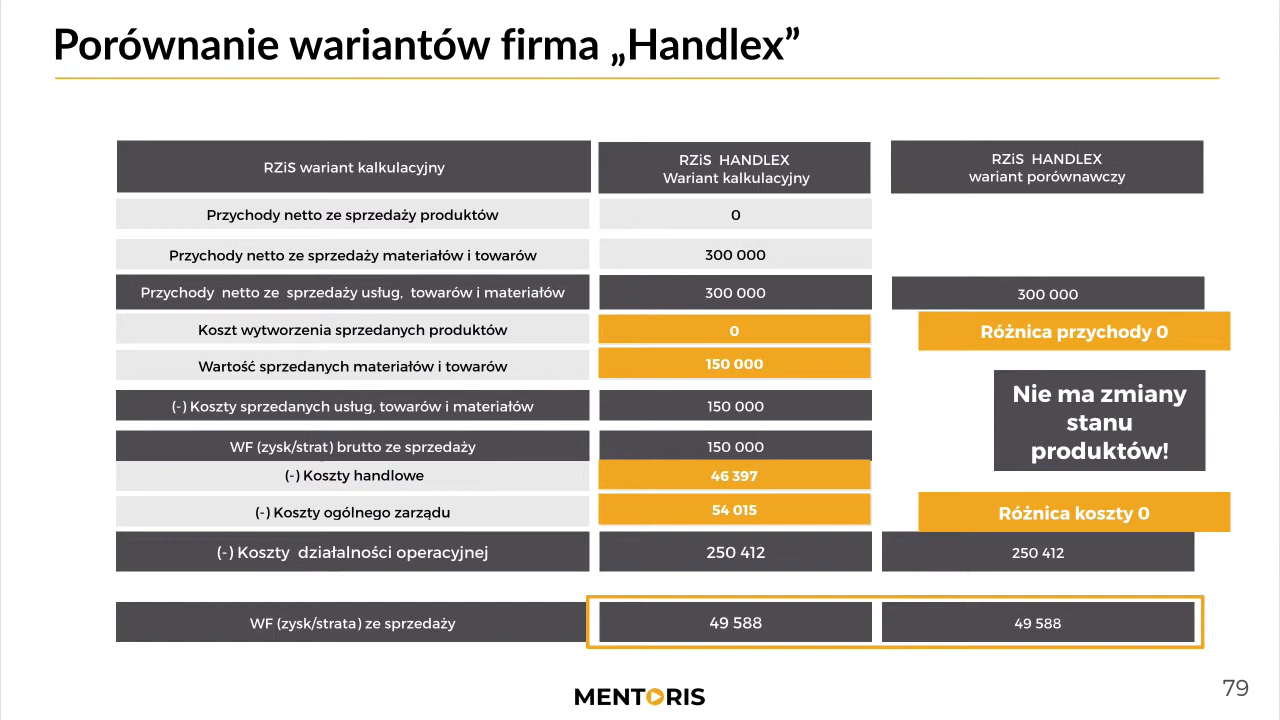 Porównanie wariantów firma „Handlex”
RZiS wariant kalkulacyjny
RZiS HANDLEX
Wariant kalkulacyjny
RZiS HANDLEX
wariant porównawczy
Przychody netto ze sprzedaży produktów
0
Przychody netto ze sprzedaży materiałów i towarów
300 000
Przychody netto ze sprzedaży usług, towarów i materiałów
300 000
300 000
Koszt wytworzenia sprzedanych produktów
0
Różnica przychody 0
Wartość sprzedanych materiałów i towarów
150 000
Nie ma zmiany
stanu
produktów!
(-) Koszty sprzedanych usług, towarów i materiałów
150 000
WF (zysk/strat) brutto ze sprzedaży
150 000
(-) Koszty handlowe
46 397
(-) Koszty ogólnego zarządu
54 015
Różnica koszty 0
(-) Koszty działalności operacyjnej
250 412
250 412
WF (zysk/strata) ze sprzedaży
49 588
49 588
MENTORIS
79